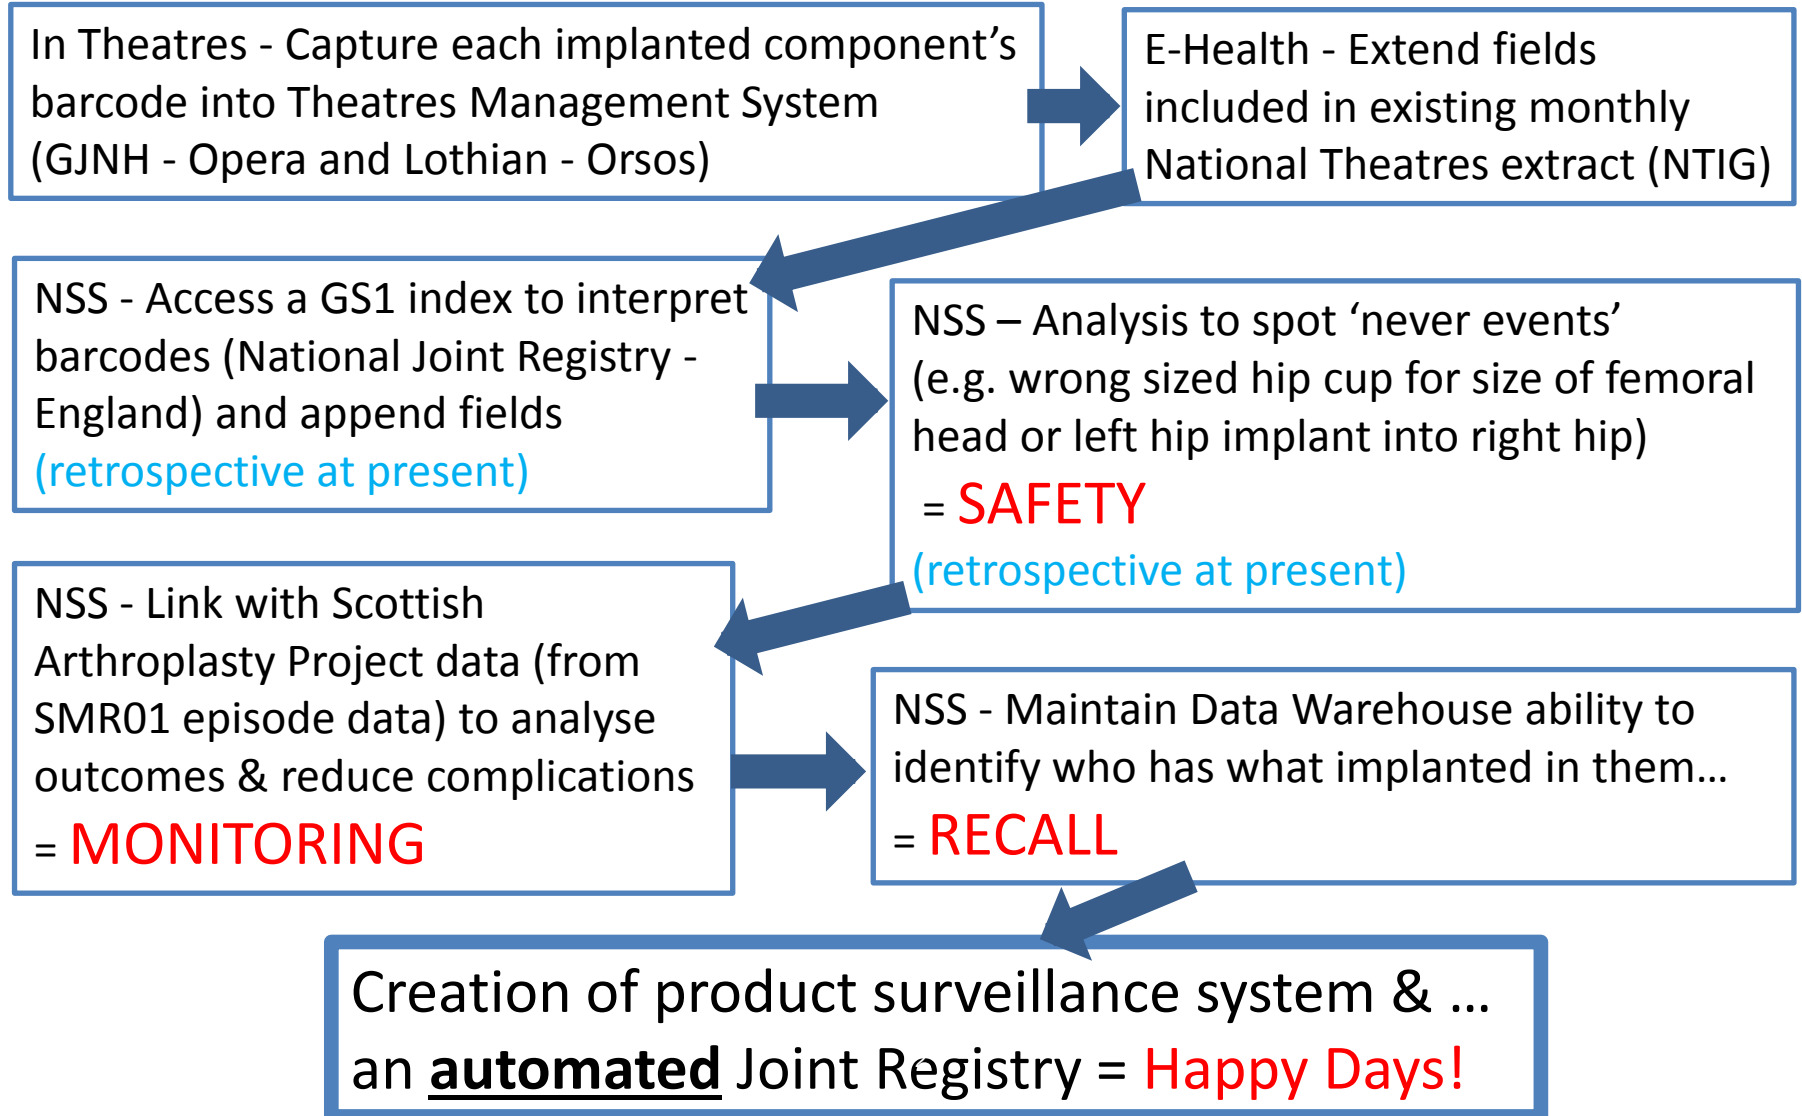 In Theatres - Capture each implanted component’s
barcode into Theatres Management System
(GJNH - Opera and Lothian - Orsos)
E-Health - Extend fields
included in existing monthly
National Theatres extract (NTIG)
NSS - Access a GS1 index to interpret
barcodes (National Joint Registry -
England) and append fields
(retrospective at present)
NSS – Analysis to spot ‘never events’
(e.g. wrong sized hip cup for size of femoral
head or left hip implant into right hip)
= SAFETY
(retrospective at present)
NSS - Link with Scottish
Arthroplasty Project data (from
SMR01 episode data) to analyse
outcomes & reduce complications
= MONITORING
NSS - Maintain Data Warehouse ability to
identify who has what implanted in them…
= RECALL
Creation of product surveillance system & …
an automated Joint Registry = Happy Days!